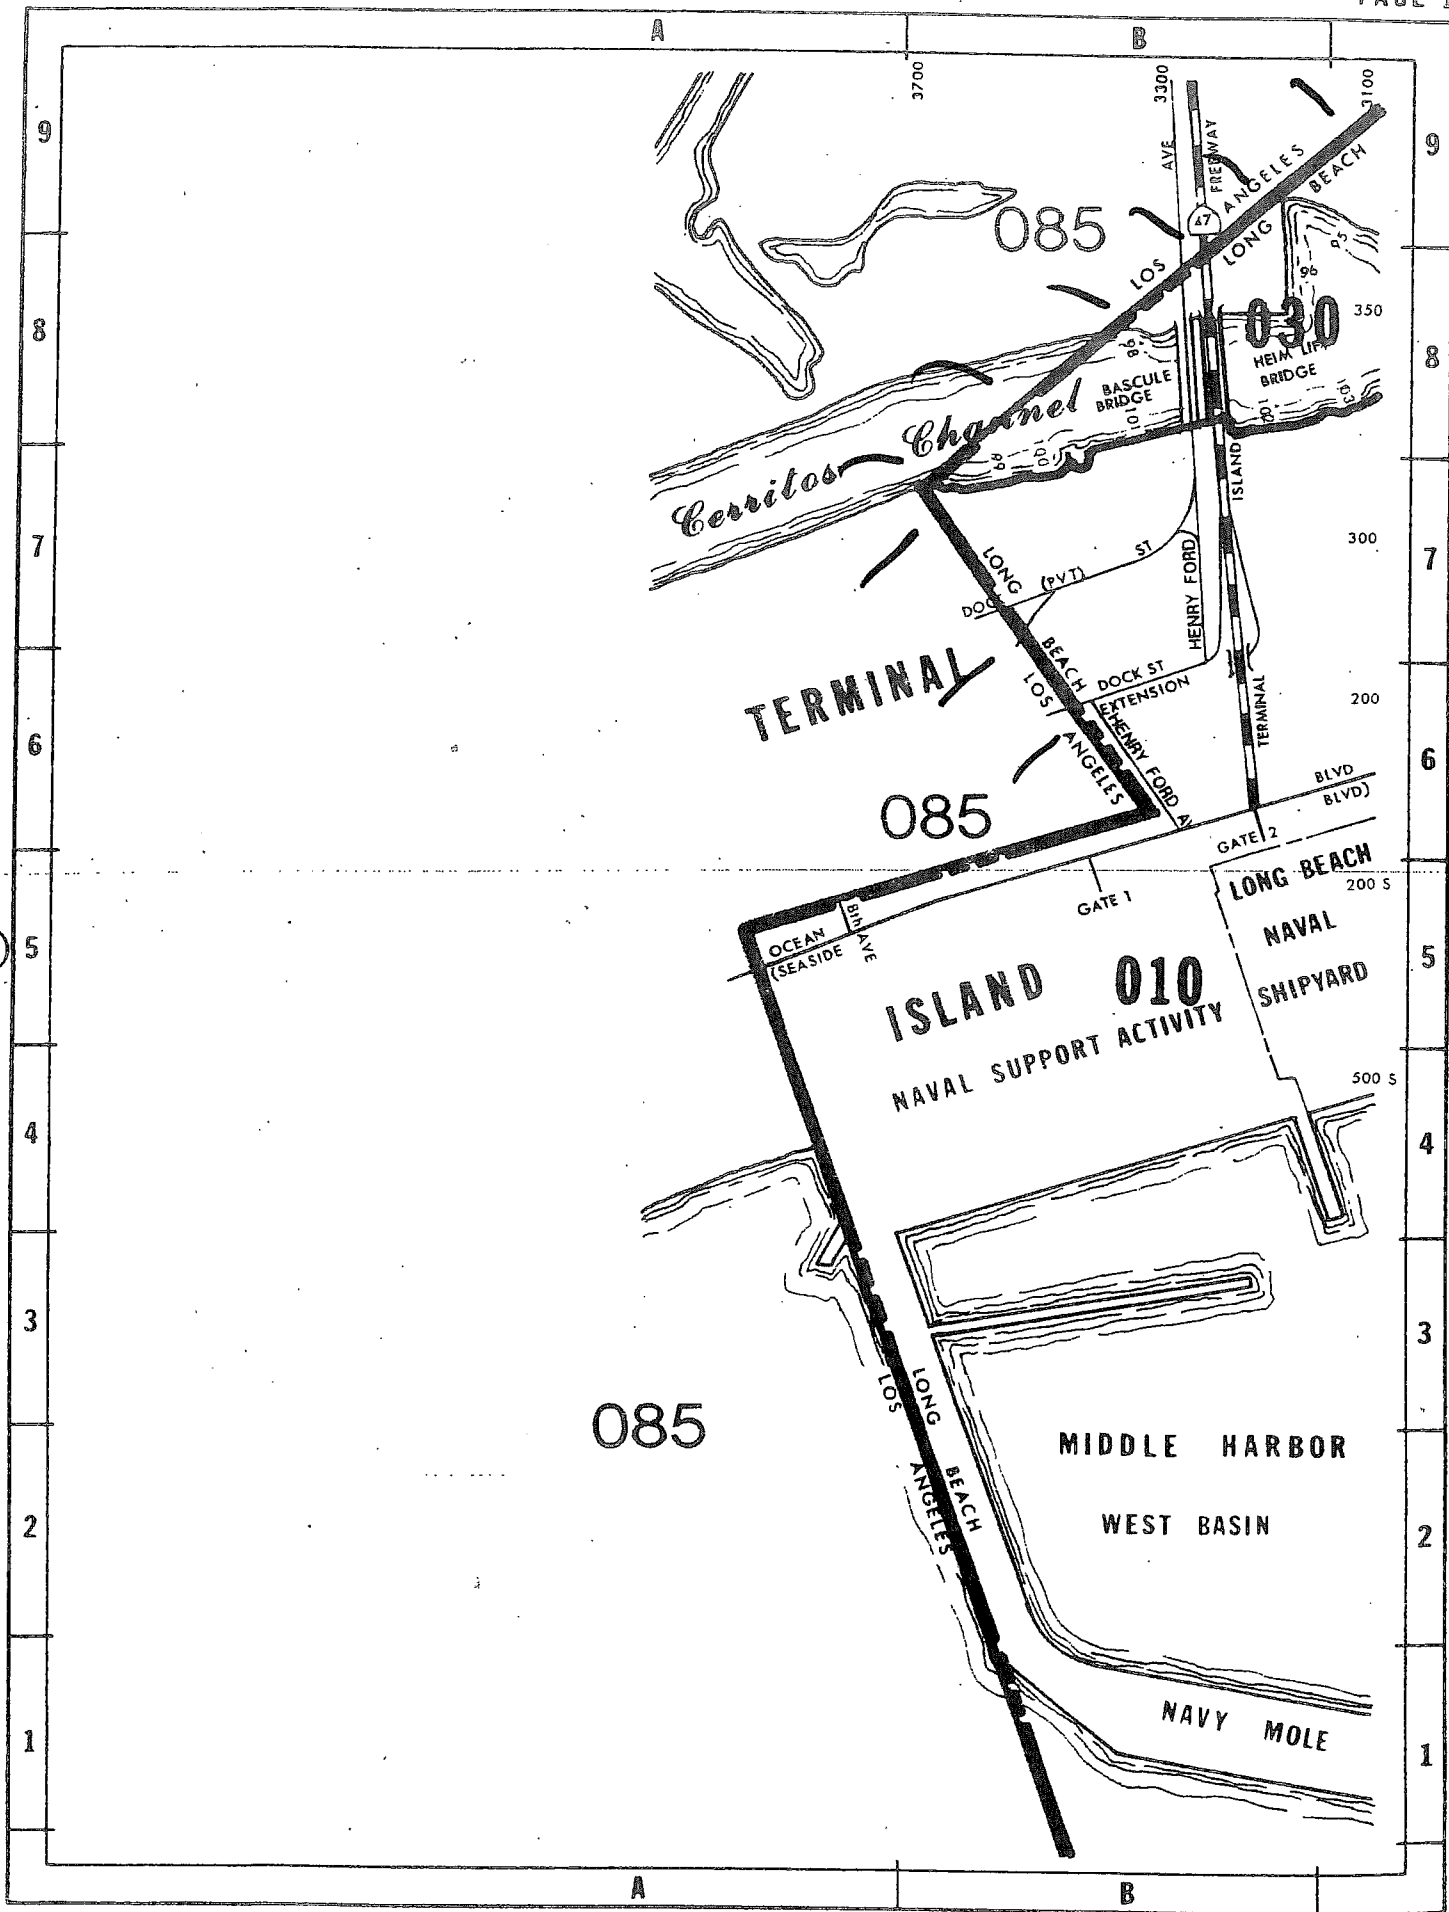 A B
3700 3300 3100
9 9
AVE
FREEWAY
47
LOS ANGELES
LONG BEACH
085
95
96
030
350
8 8
98
HEIM LIFT
BRIDGE
BASCULE
BRIDGE
Cerritos Channel
99
101
102
103
ISLAND
7 7
300
LONG BEACH
DOCK (PVT) ST
HENRY FORD
TERMINAL
LOS ANGELES
DOCK ST
EXTENSION
200
TERMINAL
6 6
HENRY FORD AV
085
BLVD
BLVD)
GATE 2
LONG BEACH
200 S
GATE 1
8th AVE
OCEAN
(SEASIDE
5 5
NAVAL
SHIPYARD
ISLAND 010
NAVAL SUPPORT ACTIVITY
500 S
4 4
3 3
LONG BEACH
LOS ANGELES
085
MIDDLE HARBOR
WEST BASIN
2 2
NAVY MOLE
1 1
A B